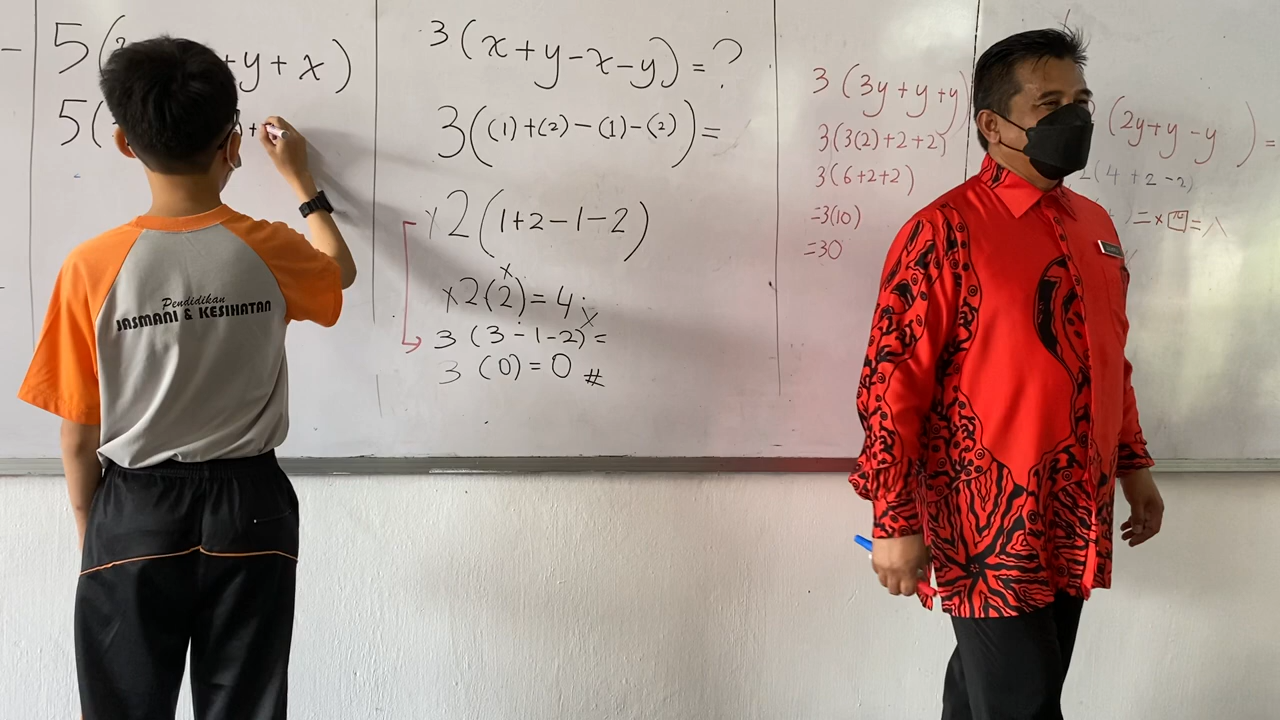 5( + y + x)
5( +
Pendidikan
JASMANI & KESIHATAN
3(x+y-x-y) = ?
3((1)+(2)-(1)-(2)) =
x2(1+2-1-2)
x
x2(2) = 4;x
3 (3-1-2) =
3 (0) = 0 #
3 (3y+y+y)
3(3(2)+2+2)
3(6+2+2)
=3(10)
=30
(2y+y-y ) =
2(4+2-2)